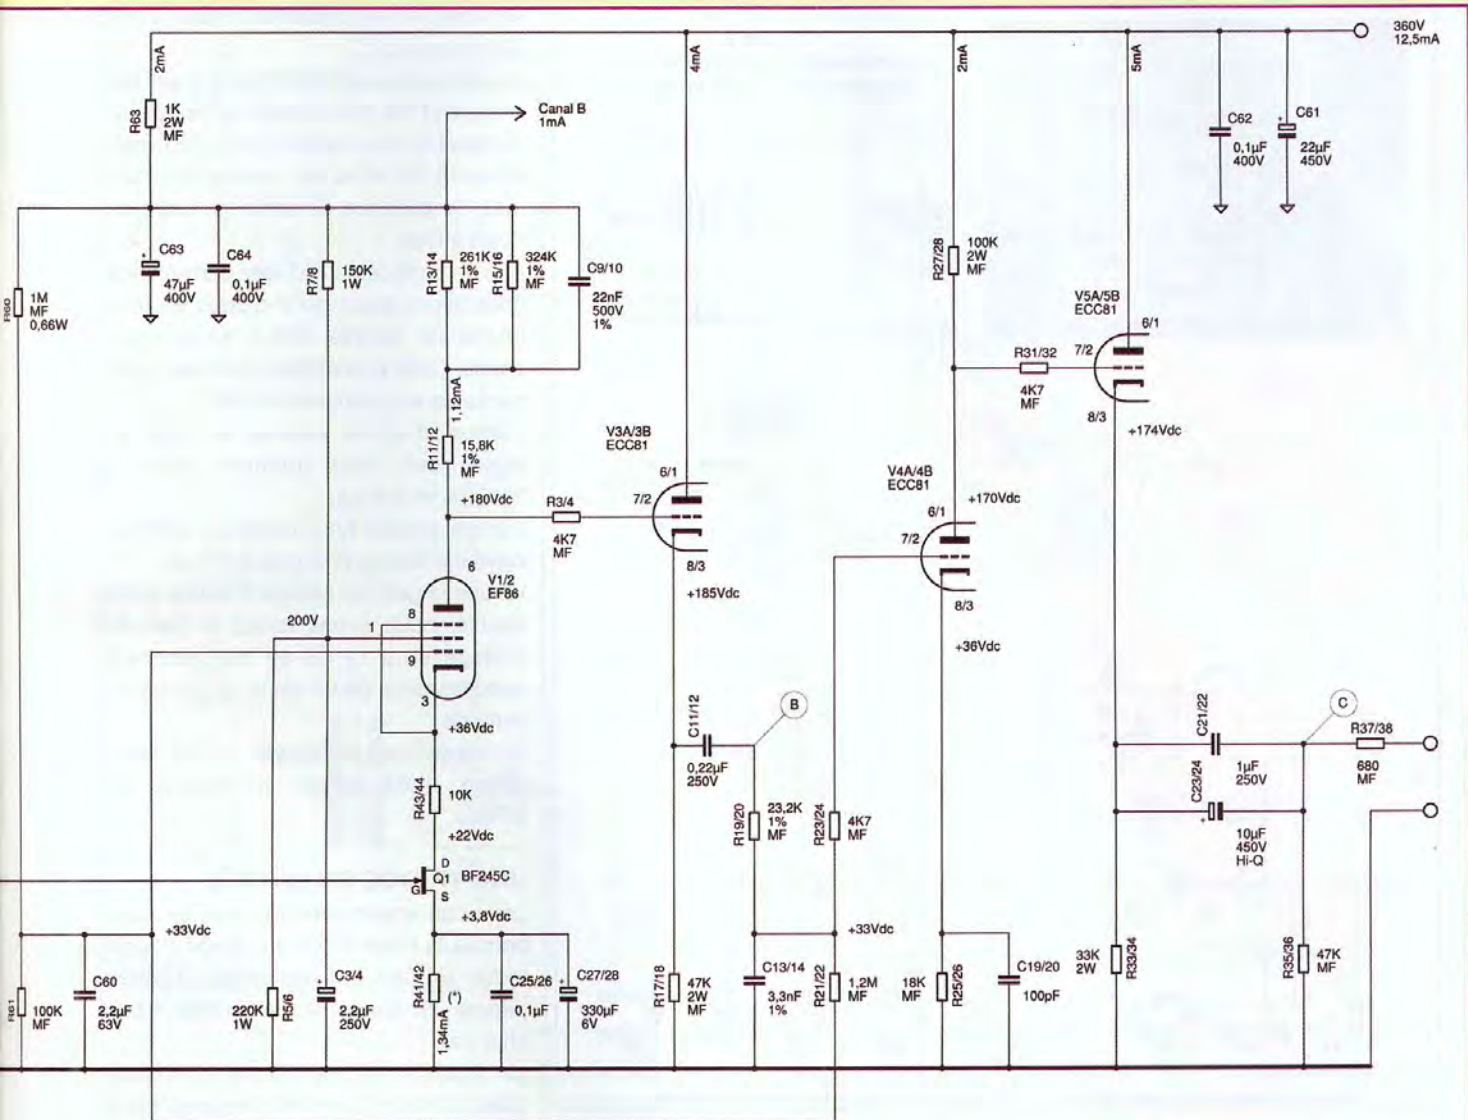 360V
12,5mA
2mA
4mA
2mA
5mA
R63
1K
2W
MF
Canal B
1mA
C62
0,1µF
400V
C61
22µF
450V
R60
1M
MF
0,66W
C63
47µF
400V
C64
0,1µF
400V
R7/8
150K
1W
R13/14
261K
1%
MF
R15/16
324K
1%
MF
C9/10
22nF
500V
1%
R27/28
100K
2W
MF
V5A/5B
ECC81
6/1
7/2
8/3
+174Vdc
R31/32
4K7
MF
1,12mA
R11/12
15,8K
1%
MF
+180Vdc
R3/4
4K7
MF
V3A/3B
ECC81
6/1
7/2
8/3
+185Vdc
V4A/4B
ECC81
+170Vdc
6/1
7/2
8/3
+36Vdc
6
V1/2
EF86
200V
8
1
9
3
+36Vdc
R43/44
10K
+22Vdc
D
Q1
BF245C
G
S
+3,8Vdc
C11/12
0,22µF
250V
B
R19/20
23,2K
1%
MF
R23/24
4K7
MF
C21/22
1µF
250V
C
R37/38
680
MF
C23/24
+
10µF
450V
Hi-Q
+33Vdc
+33Vdc
R61
100K
MF
C60
2,2µF
63V
220K
1W
R5/6
C3/4
2,2µF
250V
R41/42
(*)
1,34mA
C25/26
0,1µF
C27/28
330µF
6V
R17/18
47K
2W
MF
C13/14
3,3nF
1%
R21/22
1,2M
MF
18K
MF
R25/26
C19/20
100pF
33K
2W
R33/34
R35/36
47K
MF